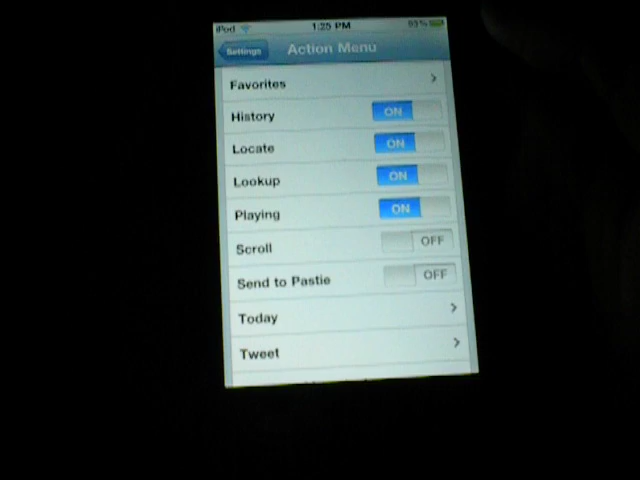 iPod 1:25 PM 93%
Settings Action Menu
Favorites
History ON
Locate ON
Lookup ON
Playing ON
Scroll OFF
Send to Pastie OFF
Today
Tweet